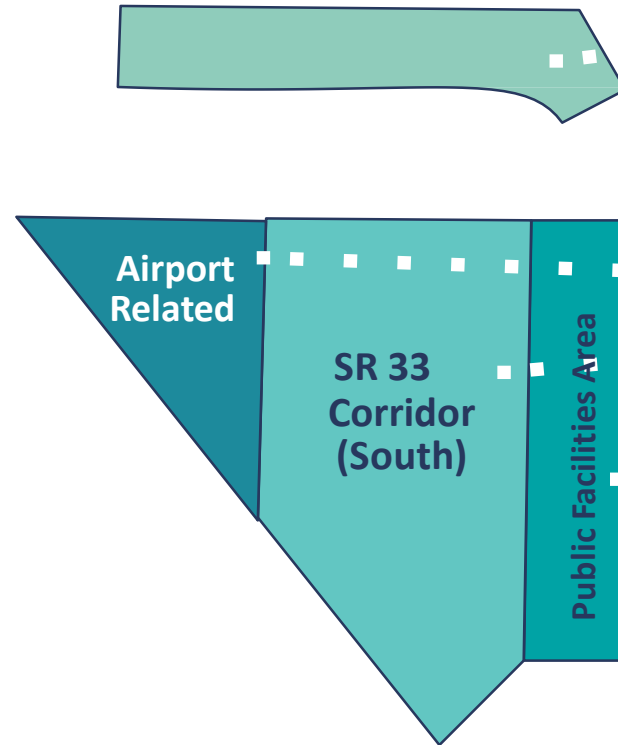 Airport
Related
SR 33
Corridor
(South)
Public Facilities Area